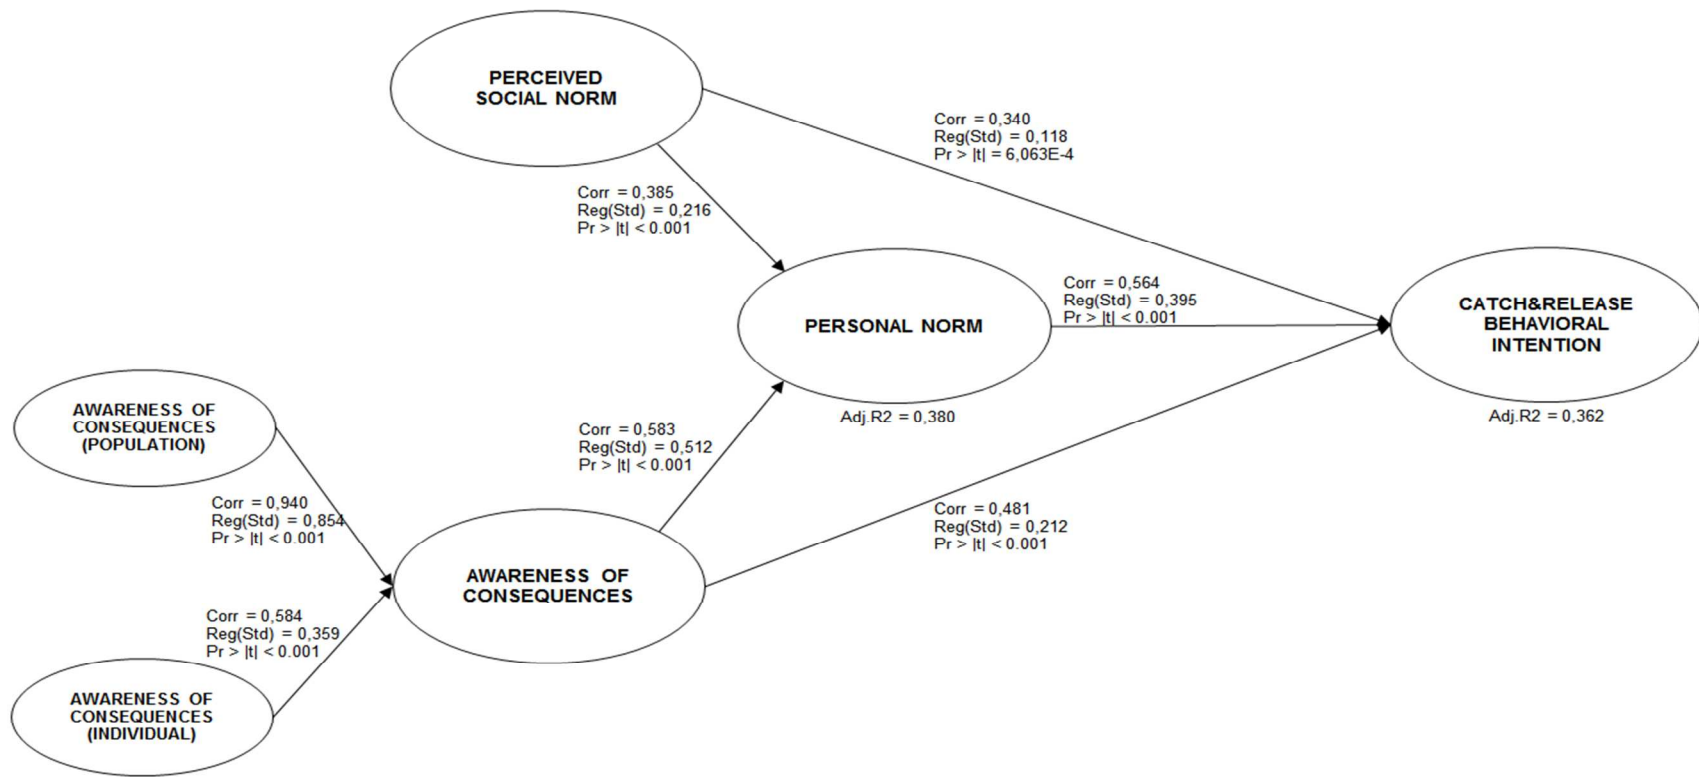 PERCEIVED
SOCIAL NORM
Corr = 0,340
Reg(Std) = 0,118
Pr > |t| = 6,063E-4
Corr = 0,385
Reg(Std) = 0,216
Pr > |t| < 0.001
PERSONAL NORM
Adj.R2 = 0,380
Corr = 0,564
Reg(Std) = 0,395
Pr > |t| < 0.001
CATCH&RELEASE
BEHAVIORAL
INTENTION
Adj.R2 = 0,362
AWARENESS OF
CONSEQUENCES
(POPULATION)
Corr = 0,583
Reg(Std) = 0,512
Pr > |t| < 0.001
Corr = 0,940
Reg(Std) = 0,854
Pr > |t| < 0.001
Corr = 0,481
Reg(Std) = 0,212
Pr > |t| < 0.001
AWARENESS OF
CONSEQUENCES
Corr = 0,584
Reg(Std) = 0,359
Pr > |t| < 0.001
AWARENESS OF
CONSEQUENCES
(INDIVIDUAL)